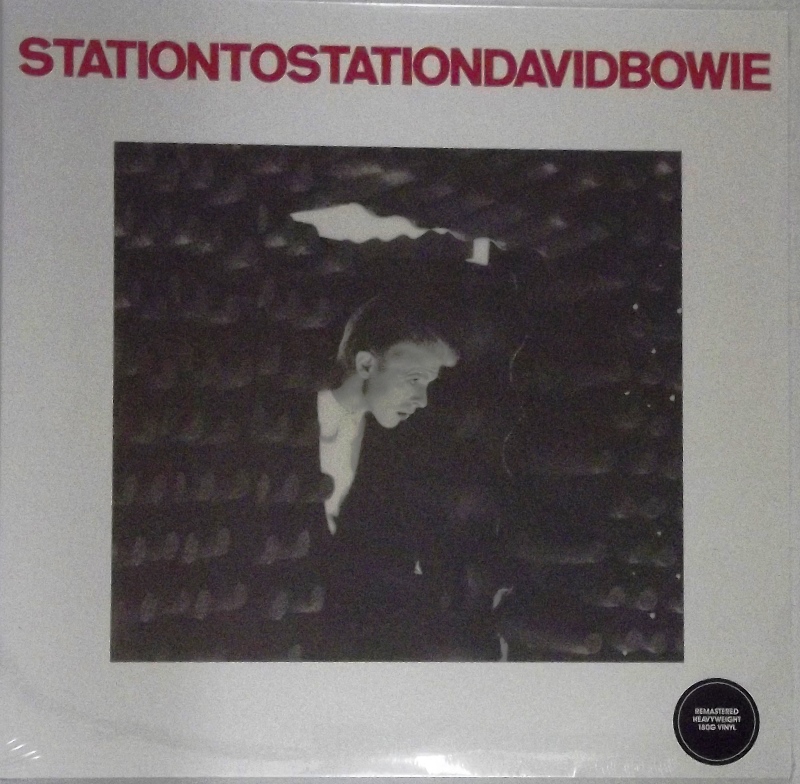 STATIONTOSTATIONDAVIDBOWIE
REMASTERED
HEAVYWEIGHT
180G VINYL